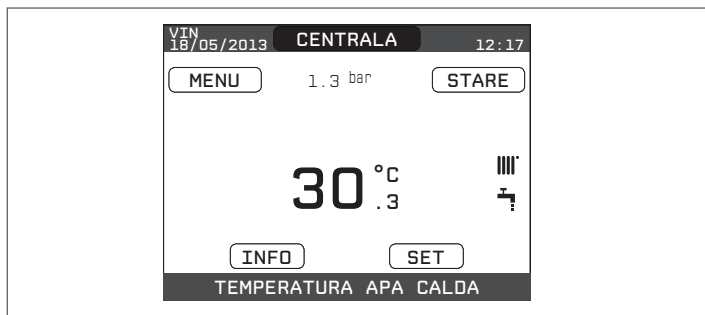 VIN
18/05/2013 CENTRALA 12:17
MENU 1.3 bar STARE
30.3 °C
INFO SET
TEMPERATURA APA CALDA